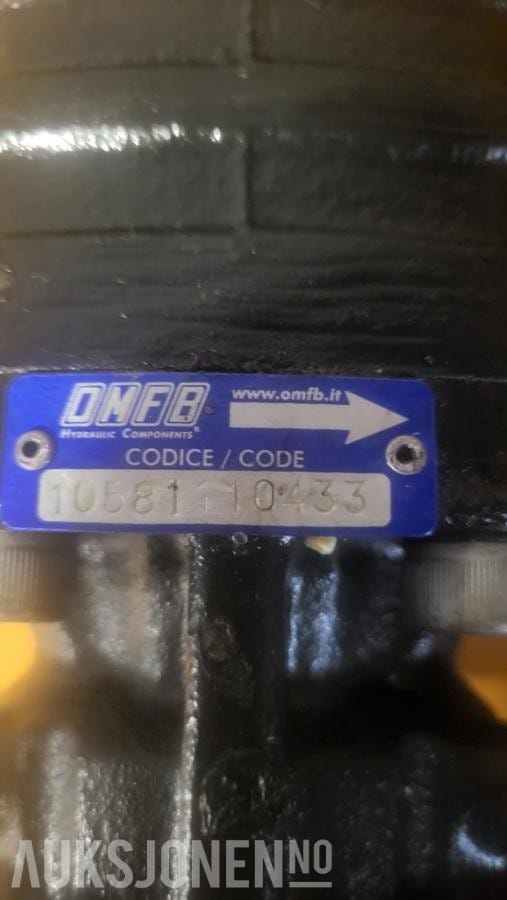 OMFB
www.omfb.it
HYDRAULIC COMPONENTS®
CODICE / CODE
10581110433
AUKSJONEN.NO